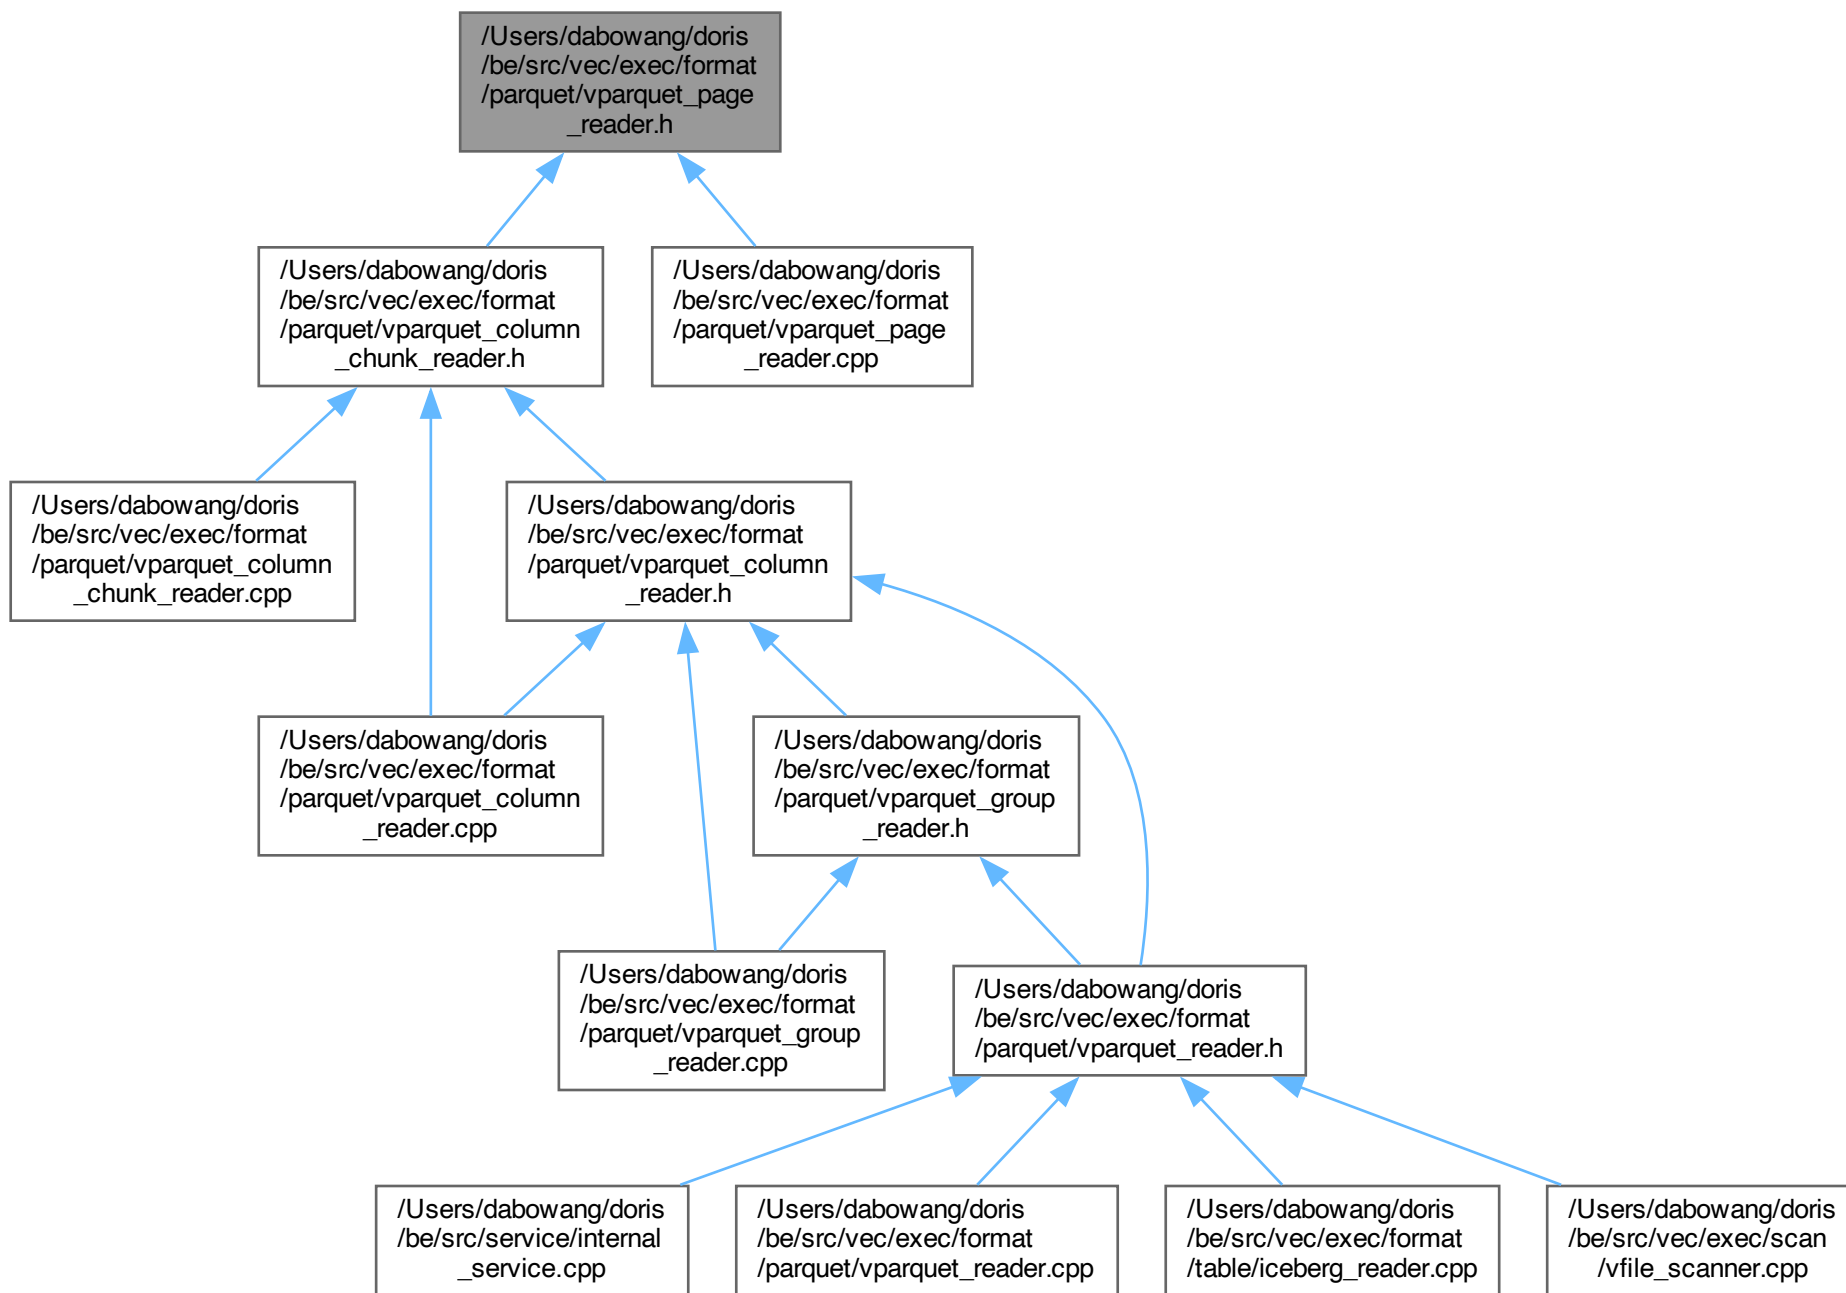 /Users/dabowang/doris
/be/src/vec/exec/format
/parquet/vparquet_page
_reader.h
/Users/dabowang/doris
/be/src/vec/exec/format
/parquet/vparquet_column
_chunk_reader.h
/Users/dabowang/doris
/be/src/vec/exec/format
/parquet/vparquet_page
_reader.cpp
/Users/dabowang/doris
/be/src/vec/exec/format
/parquet/vparquet_column
_chunk_reader.cpp
/Users/dabowang/doris
/be/src/vec/exec/format
/parquet/vparquet_column
_reader.h
/Users/dabowang/doris
/be/src/vec/exec/format
/parquet/vparquet_column
_reader.cpp
/Users/dabowang/doris
/be/src/vec/exec/format
/parquet/vparquet_group
_reader.h
/Users/dabowang/doris
/be/src/vec/exec/format
/parquet/vparquet_group
_reader.cpp
/Users/dabowang/doris
/be/src/vec/exec/format
/parquet/vparquet_reader.h
/Users/dabowang/doris
/be/src/service/internal
_service.cpp
/Users/dabowang/doris
/be/src/vec/exec/format
/parquet/vparquet_reader.cpp
/Users/dabowang/doris
/be/src/vec/exec/format
/table/iceberg_reader.cpp
/Users/dabowang/doris
/be/src/vec/exec/scan
/vfile_scanner.cpp